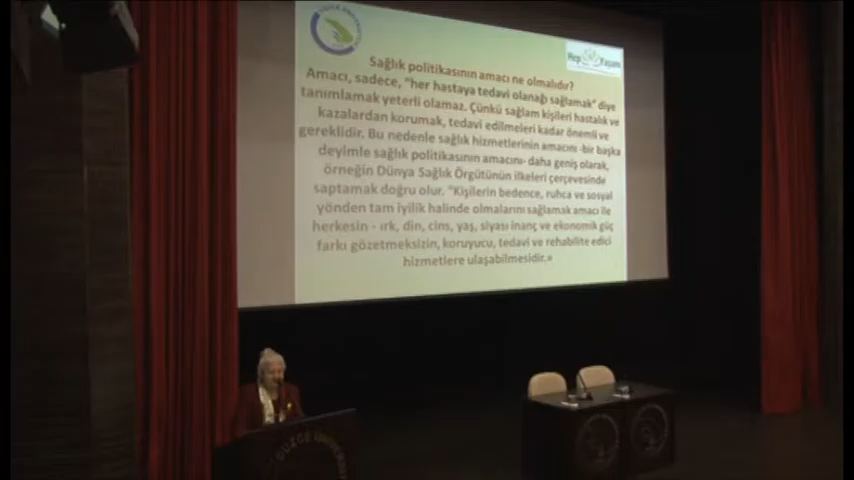 Hep Yaşam
Sağlık politikasının amacı ne olmalıdır?
Amacı, sadece, "her hastaya tedavi olanağı sağlamak" diye
tanımlamak yeterli olamaz. Çünkü sağlam kişileri hastalık ve
kazalardan korumak, tedavi edilmeleri kadar önemli ve
gereklidir. Bu nedenle sağlık hizmetlerinin amacını -bir başka
deyimle sağlık politikasının amacını- daha geniş olarak,
örneğin Dünya Sağlık Örgütünün ilkeleri çerçevesinde
saptamak doğru olur. "Kişilerin bedence, ruhca ve sosyal
yönden tam iyilik halinde olmalarını sağlamak amacı ile
herkesin - ırk, din, cins, yaş, siyasi inanç ve ekonomik güç
farkı gözetmeksizin, koruyucu, tedavi ve rehabilite edici
hizmetlere ulaşabilmesidir.»
DÜZCE ÜNİVERSİTESİ